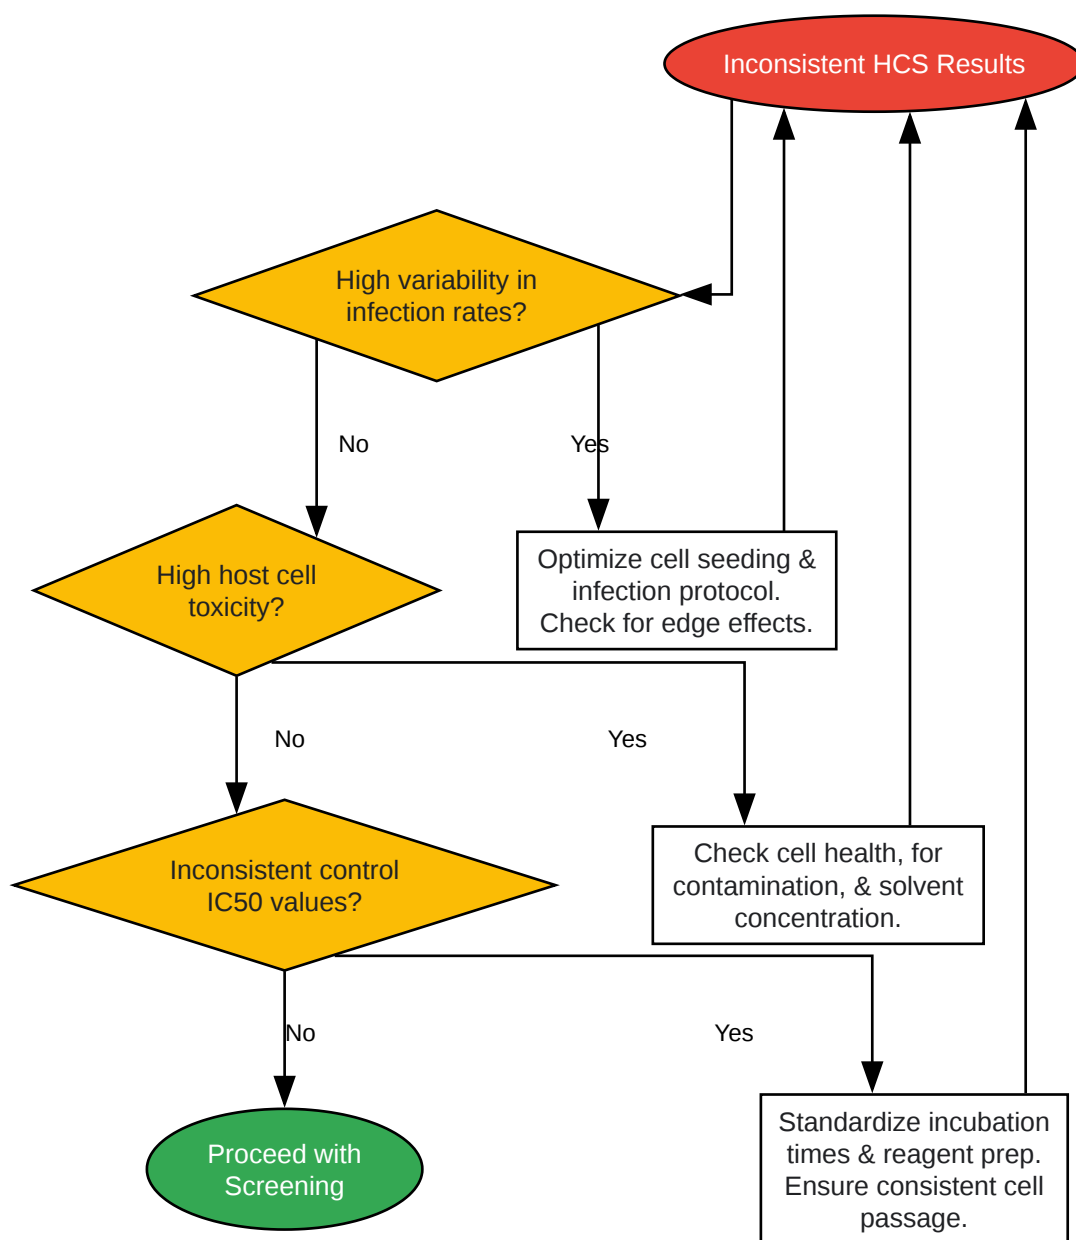 Inconsistent HCS Results
High variability in
infection rates?
No
Yes
High host cell
toxicity?
Optimize cell seeding &
infection protocol.
Check for edge effects.
No
Yes
Inconsistent control
IC50 values?
Check cell health, for
contamination, & solvent
concentration.
No
Yes
Proceed with
Screening
Standardize incubation
times & reagent prep.
Ensure consistent cell
passage.